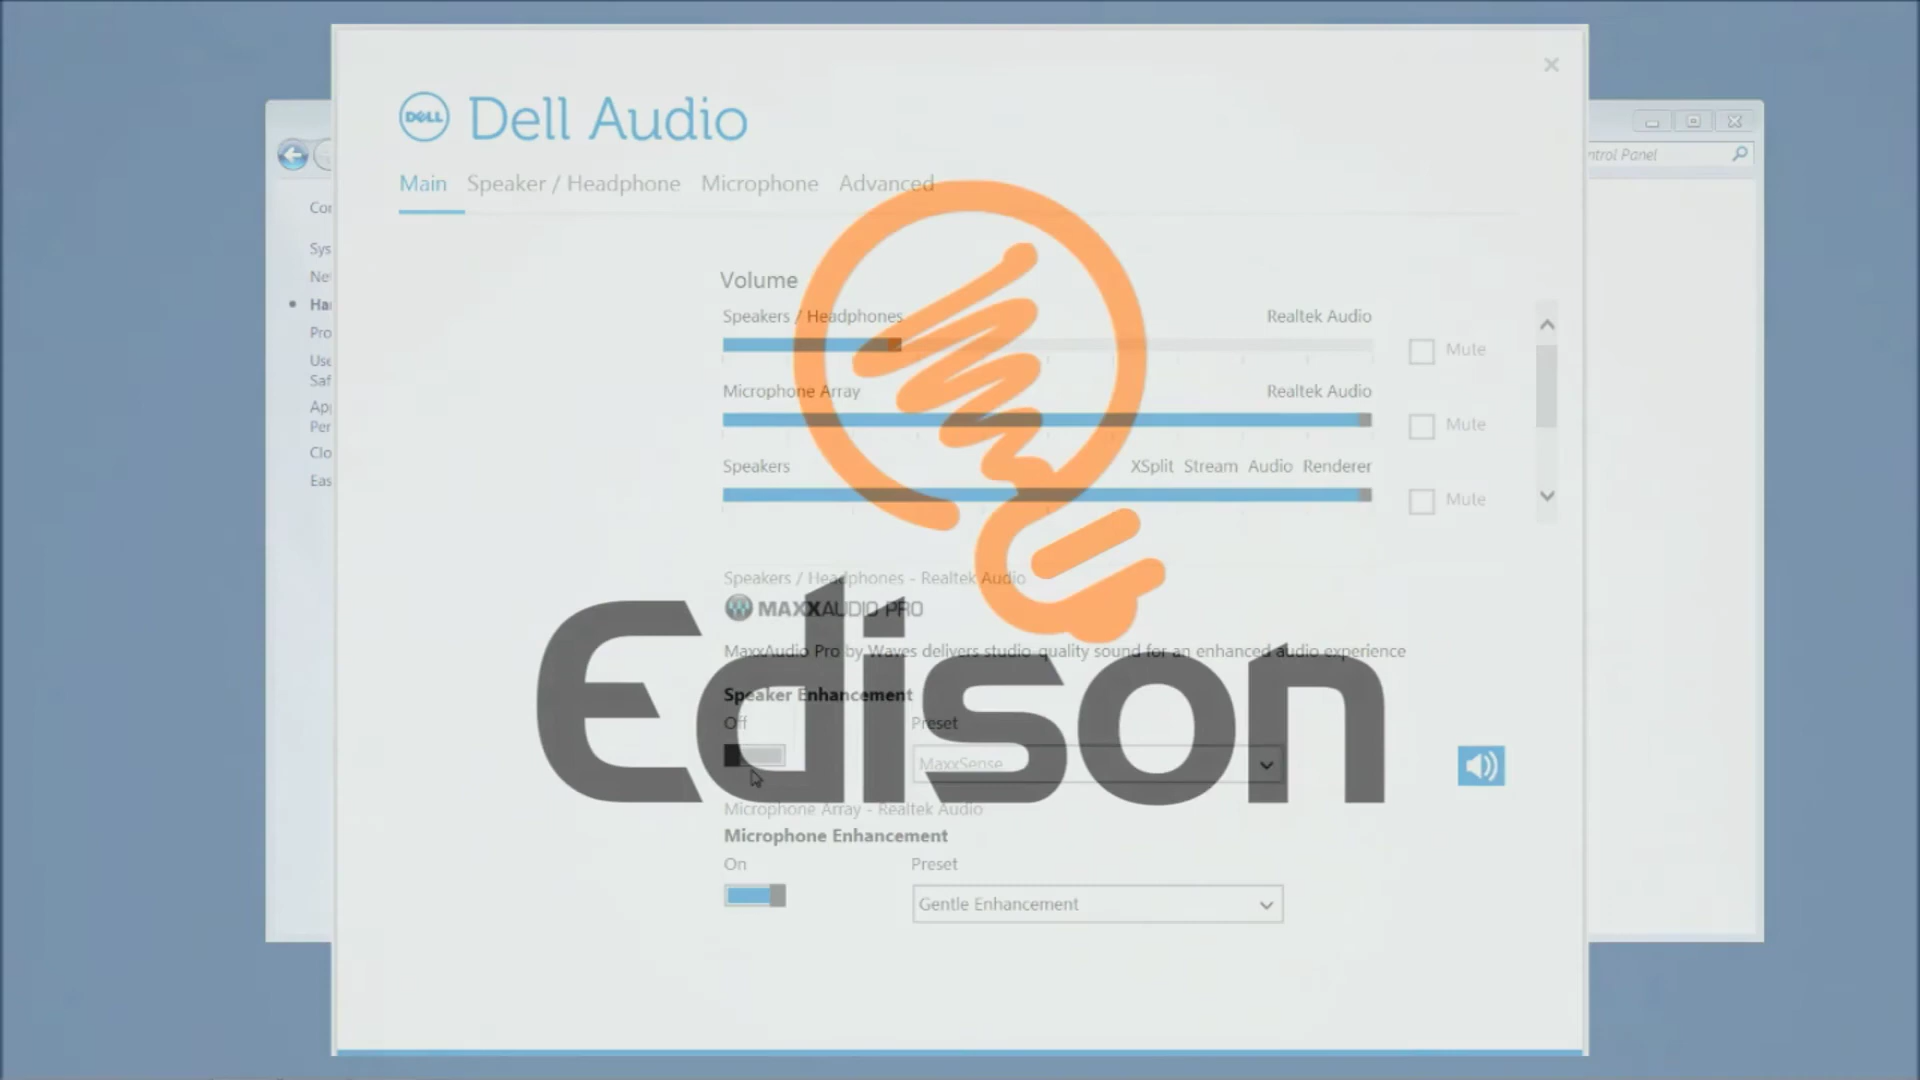 DELL Dell Audio
Main Speaker / Headphone Microphone Advanced
Control Panel
Volume
Speakers / Headphones Realtek Audio
Mute
Microphone Array Realtek Audio
Mute
Speakers XSplit Stream Audio Renderer
Mute
Speakers / Headphones - Realtek Audio
MAXXAUDIO PRO
MaxxAudio Pro by Waves delivers studio-quality sound for an enhanced audio experience
Edison
Speaker Enhancement
Off Preset
MaxxSense
Microphone Array - Realtek Audio
Microphone Enhancement
On Preset
Gentle Enhancement